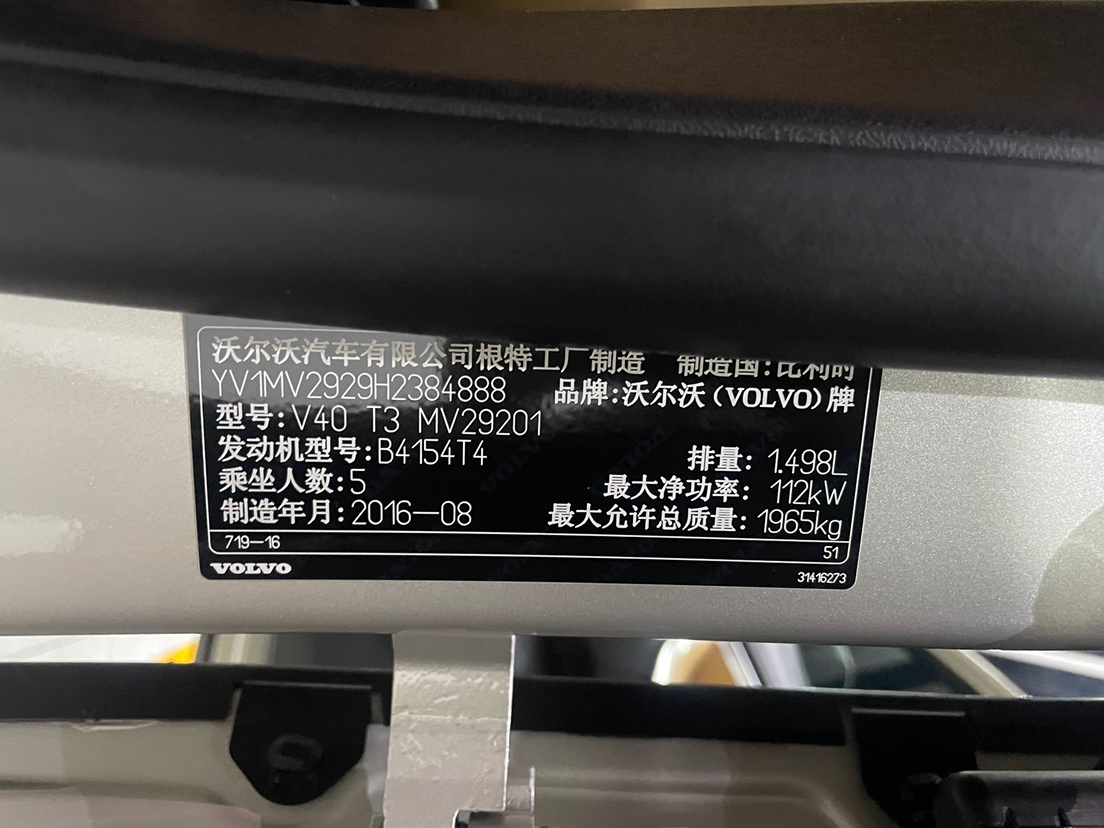 沃尔沃汽车有限公司根特工厂制造 制造国:比利时
YV1MV2929H2384888 品牌:沃尔沃(VOLVO)牌
型号:V40 T3 MV29201
发动机型号:B4154T4 排量: 1.498L
乘坐人数:5 最大净功率: 112kW
制造年月:2016-08 最大允许总质量: 1965kg
719-16 51
VOLVO 31416273